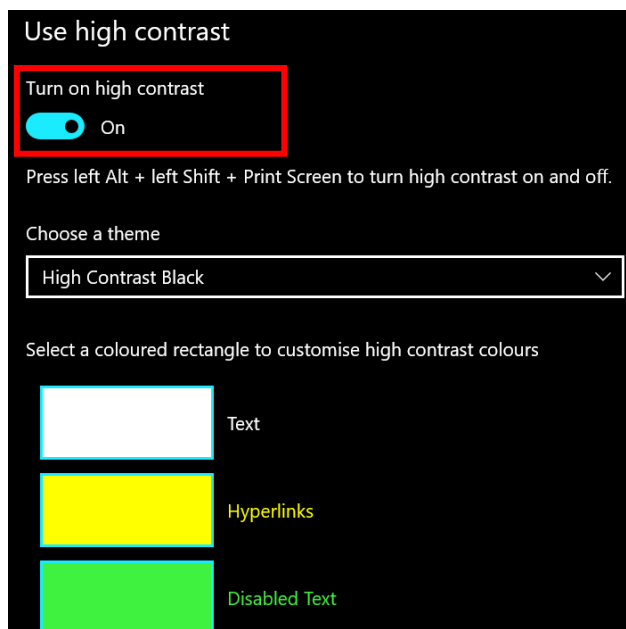 Use high contrast
Turn on high contrast
On
Press left Alt + left Shift + Print Screen to turn high contrast on and off.
Choose a theme
High Contrast Black
Select a coloured rectangle to customise high contrast colours
Text
Hyperlinks
Disabled Text